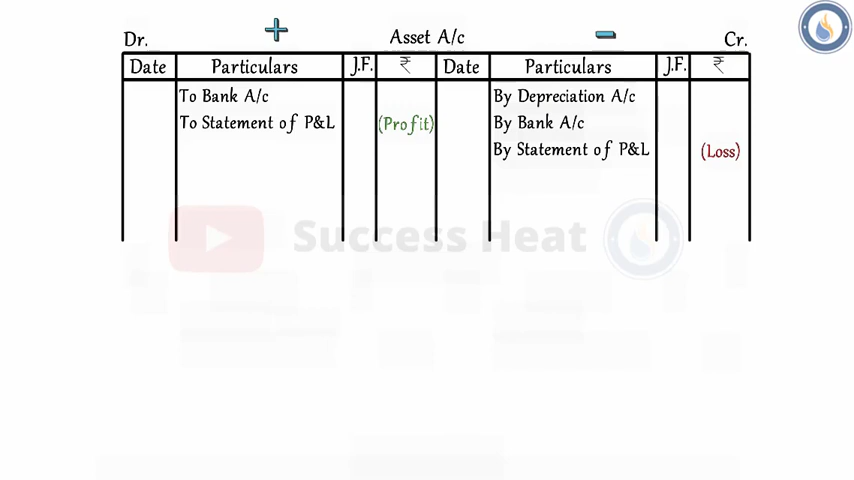 Dr. + Asset A/c - Cr.
Date Particulars J.F. ₹ Date Particulars J.F. ₹
To Bank A/c By Depreciation A/c
To Statement of P&L (Profit) By Bank A/c
By Statement of P&L (Loss)
Success Heat